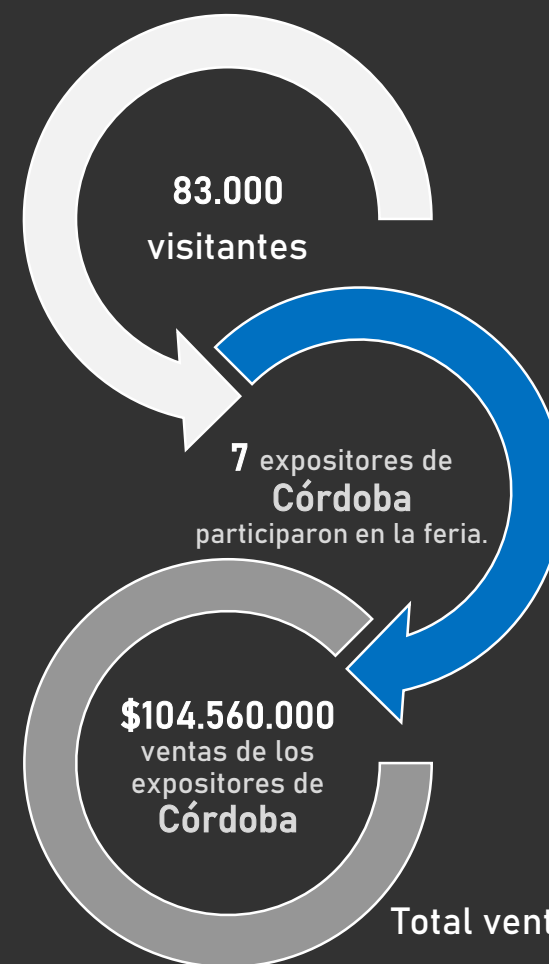 83.000
visitantes
7 expositores de
Córdoba
participaron en la feria.
$104.560.000
ventas de los
expositores de
Córdoba
Total